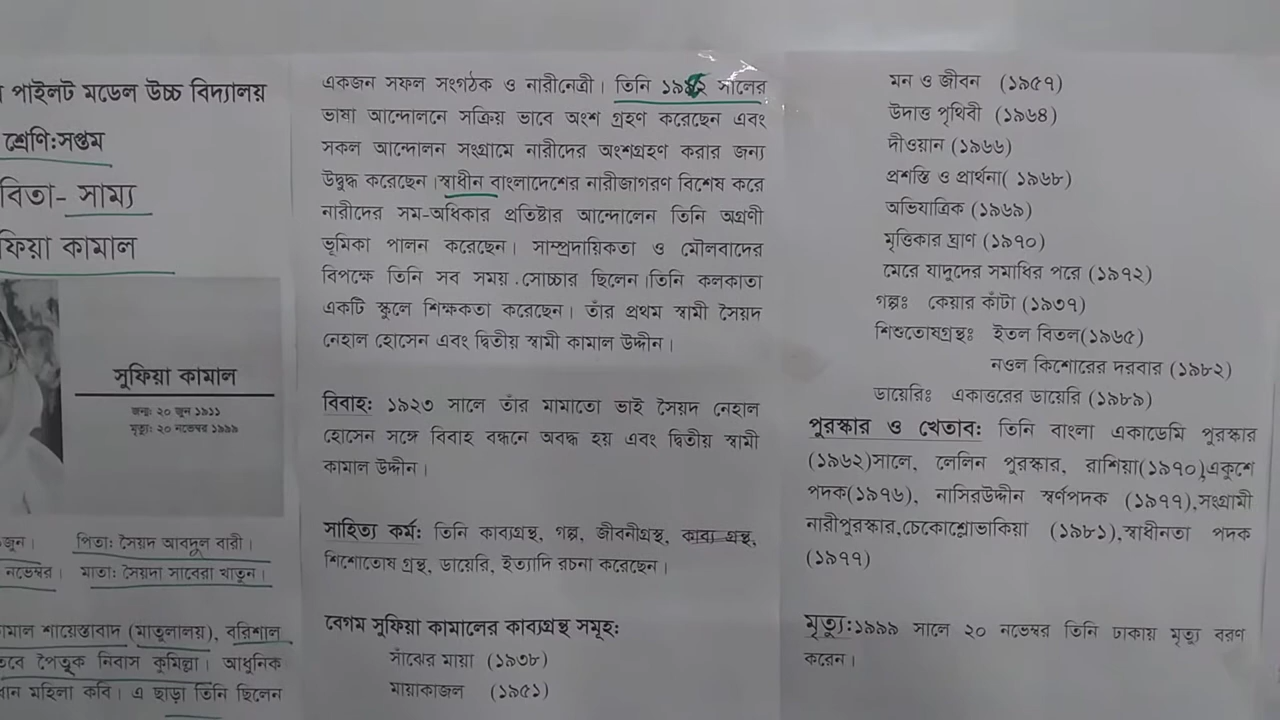 পাইলট মডেল উচ্চ বিদ্যালয়
শ্রেণি:সপ্তম
বিতা- সাম্য
ফিয়া কামাল
সুফিয়া কামাল
জন্ম: ২০ জুন ১৯১১
মৃত্যু: ২০ নভেম্বর ১৯৯৯
জুন। পিতা: সৈয়দ আবদুল বারী।
নভেম্বর। মাতা: সৈয়দা সাবেরা খাতুন।
মাল শায়েস্তাবাদ (মাতুলালয়), বরিশাল
বে পৈতৃক নিবাস কুমিল্লা। আধুনিক
ধান মহিলা কবি। এ ছাড়া তিনি ছিলেন
একজন সফল সংগঠক ও নারীনেত্রী। তিনি ১৯৫২ সালের
ভাষা আন্দোলনে সক্রিয় ভাবে অংশ গ্রহণ করেছেন এবং
সকল আন্দোলন সংগ্রামে নারীদের অংশগ্রহণ করার জন্য
উদ্বুদ্ধ করেছেন। স্বাধীন বাংলাদেশের নারীজাগরণ বিশেষ করে
নারীদের সম-অধিকার প্রতিষ্টার আন্দোলেন তিনি অগ্রণী
ভূমিকা পালন করেছেন। সাম্প্রদায়িকতা ও মৌলবাদের
বিপক্ষে তিনি সব সময় .সোচ্চার ছিলেন।তিনি কলকাতা
একটি স্কুলে শিক্ষকতা করেছেন। তাঁর প্রথম স্বামী সৈয়দ
নেহাল হোসেন এবং দ্বিতীয় স্বামী কামাল উদ্দীন।
বিবাহ: ১৯২৩ সালে তাঁর মামাতো ভাই সৈয়দ নেহাল
হোসেন সঙ্গে বিবাহ বন্ধনে অবদ্ধ হয় এবং দ্বিতীয় স্বামী
কামাল উদ্দীন।
সাহিত্য কর্ম: তিনি কাব্যগ্রন্থ, গল্প, জীবনীগ্রন্থ, কাব্য গ্রন্থ,
শিশোতোষ গ্রন্থ, ডায়েরি, ইত্যাদি রচনা করেছেন।
বেগম সুফিয়া কামালের কাব্যগ্রন্থ সমূহ:
সাঁঝের মায়া (১৯৩৮)
মায়াকাজল (১৯৫১)
মন ও জীবন (১৯৫৭)
উদাত্ত পৃথিবী (১৯৬৪)
দীওয়ান (১৯৬৬)
প্রশস্তি ও প্রার্থনা( ১৯৬৮)
অভিযাত্রিক (১৯৬৯)
মৃত্তিকার ঘ্রাণ (১৯৭০)
মোরে যাদুদের সমাধির পরে (১৯৭২)
গল্পঃ কেয়ার কাঁটা (১৯৩৭)
শিশুতোষগ্রন্থঃ ইতল বিতল(১৯৬৫)
নওল কিশোরের দরবার (১৯৮২)
ডায়েরিঃ একাত্তরের ডায়েরি (১৯৮৯)
পুরস্কার ও খেতাব: তিনি বাংলা একাডেমি পুরস্কার
(১৯৬২)সালে, লেলিন পুরস্কার, রাশিয়া(১৯৭০),একুশে
পদক(১৯৭৬), নাসিরউদ্দীন স্বর্ণপদক (১৯৭৭),সংগ্রামী
নারীপুরস্কার,চেকোশ্লোভাকিয়া (১৯৮১),স্বাধীনতা পদক
(১৯৭৭)
মৃত্যু:১৯৯৯ সালে ২০ নভেম্বর তিনি ঢাকায় মৃত্যু বরণ
করেন।